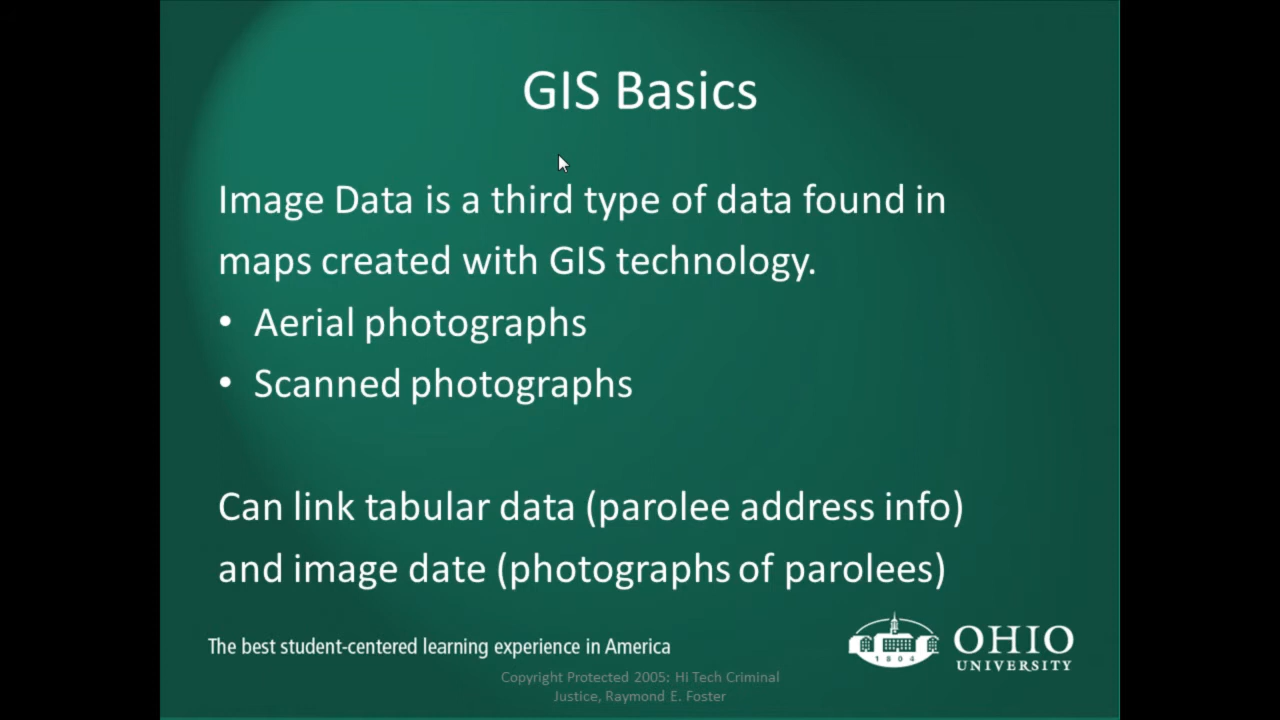 GIS Basics
Image Data is a third type of data found in
maps created with GIS technology.
• Aerial photographs
• Scanned photographs
Can link tabular data (parolee address info)
and image date (photographs of parolees)
The best student-centered learning experience in America
1804
OHIO
UNIVERSITY
Copyright Protected 2005: Hi Tech Criminal
Justice, Raymond E. Foster